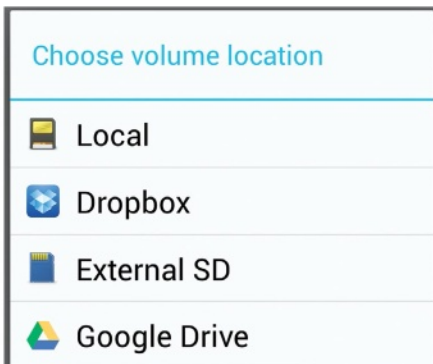 Choose volume location
Local
Dropbox
External SD
Google Drive